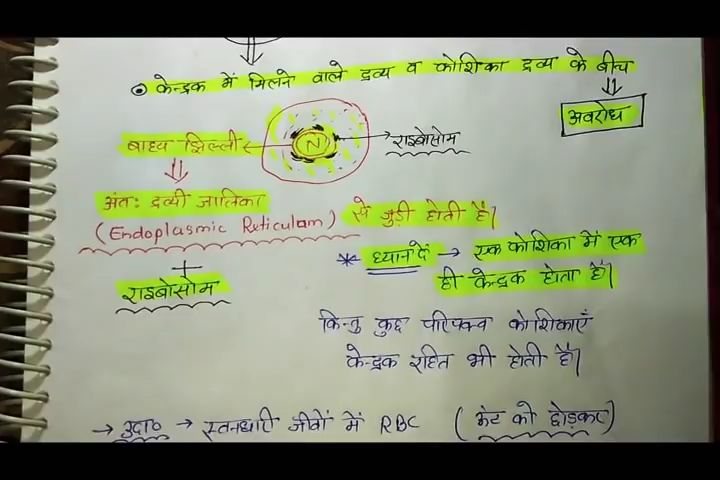 केन्द्रक में मिलने वाले द्रव्य व कोशिका द्रव्य के बीच
⇓
अवरोध
बाहय झिल्ली ← N → राइबोसोम
⇓
अंतः द्रव्यी जालिका
(Endoplasmic Reticulam) से जुड़ी होती है।
+
राइबोसोम
* ध्यान दें → एक कोशिका में एक
ही केन्द्रक होता है।
किन्तु कुछ परिपक्व कोशिकाएँ
केन्द्रक रहित भी होती है।
→ उदा० → स्तनधारी जीवों में RBC (ऊंट को छोड़कर)